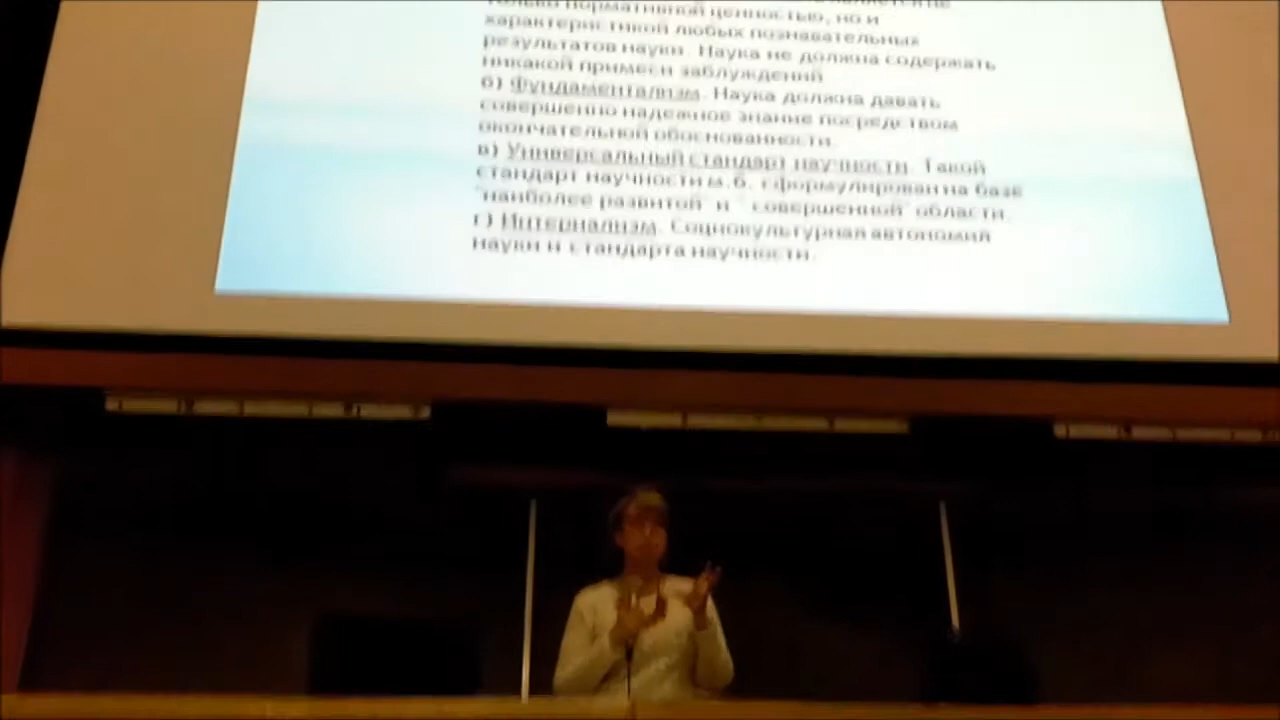 только нормативной ценностью, но и
характеристикой любых познавательных
результатов науки. Наука не должна содержать
никакой примеси заблуждений
б) Фундаментализм. Наука должна давать
совершенно надежное знание посредством
окончательной обоснованности.
в) Универсальный стандарт научности. Такой
стандарт научности м.б. сформулирован на базе
"наиболее развитой" и "совершенной" области.
г) Интернализм. Социокультурная автономия
науки и стандарта научности.